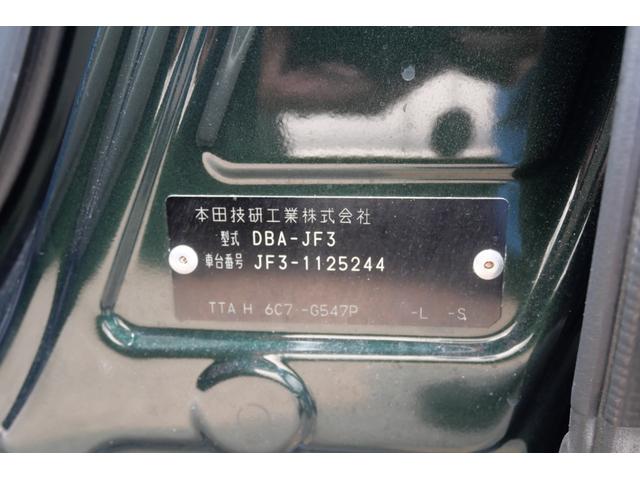 本田技研工業株式会社
型式 DBA-JF3
車台番号 JF3-1125244
TTA H 6C7 -G547P -L -S